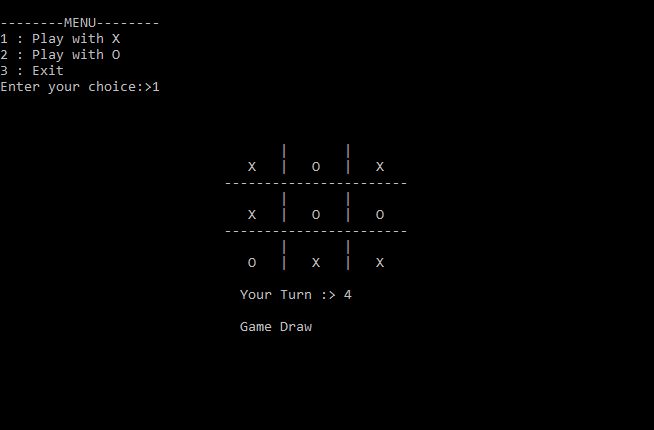 --------MENU--------
1 : Play with X
2 : Play with O
3 : Exit
Enter your choice:>1
| |
X | O | X
-----------------------
| |
X | O | O
-----------------------
| |
O | X | X
Your Turn :> 4
Game Draw